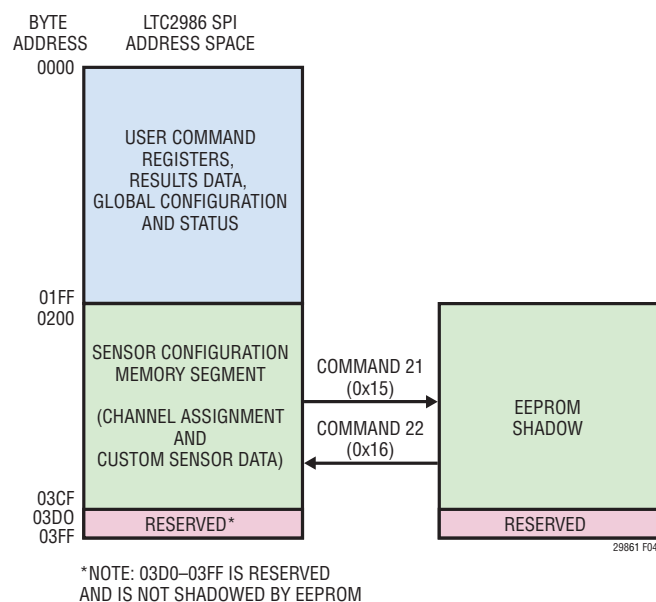 BYTE
ADDRESS
LTC2986 SPI
ADDRESS SPACE
0000
USER COMMAND
REGISTERS,
RESULTS DATA,
GLOBAL CONFIGURATION
AND STATUS
01FF
0200
SENSOR CONFIGURATION
MEMORY SEGMENT
(CHANNEL ASSIGNMENT
AND
CUSTOM SENSOR DATA)
COMMAND 21
(0x15)
COMMAND 22
(0x16)
EEPROM
SHADOW
03CF
03D0
03FF
RESERVED*
RESERVED
29861 F04
*NOTE: 03D0–03FF IS RESERVED
AND IS NOT SHADOWED BY EEPROM